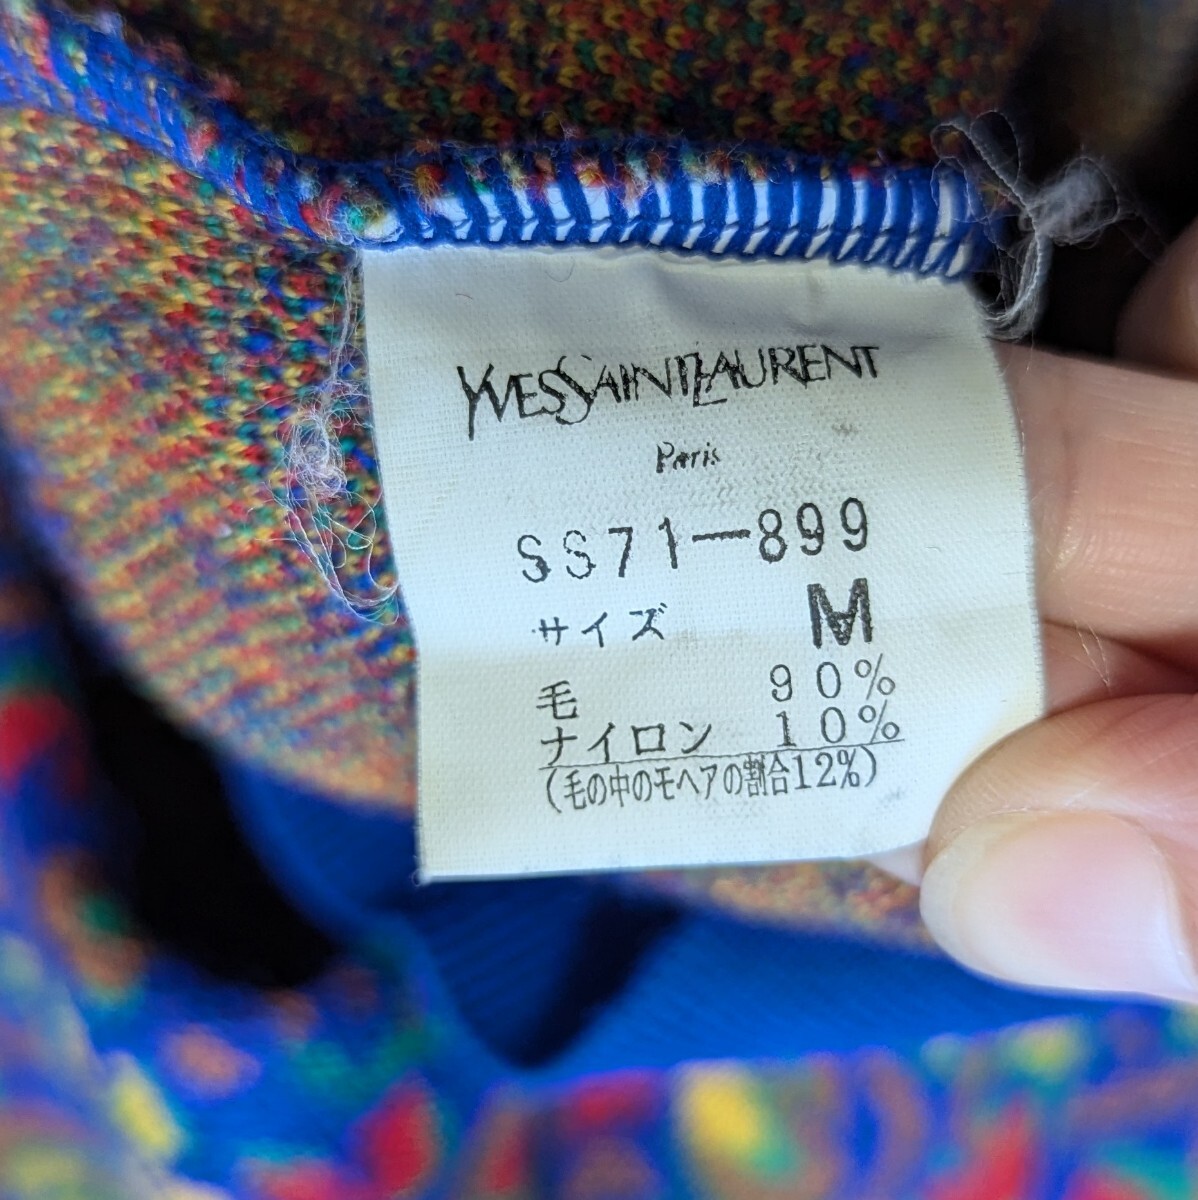 YVESSAINTLAURENT
Paris
SS71-899
サイズ M
毛 90%
ナイロン 10%
(毛の中のモヘアの割合12%)